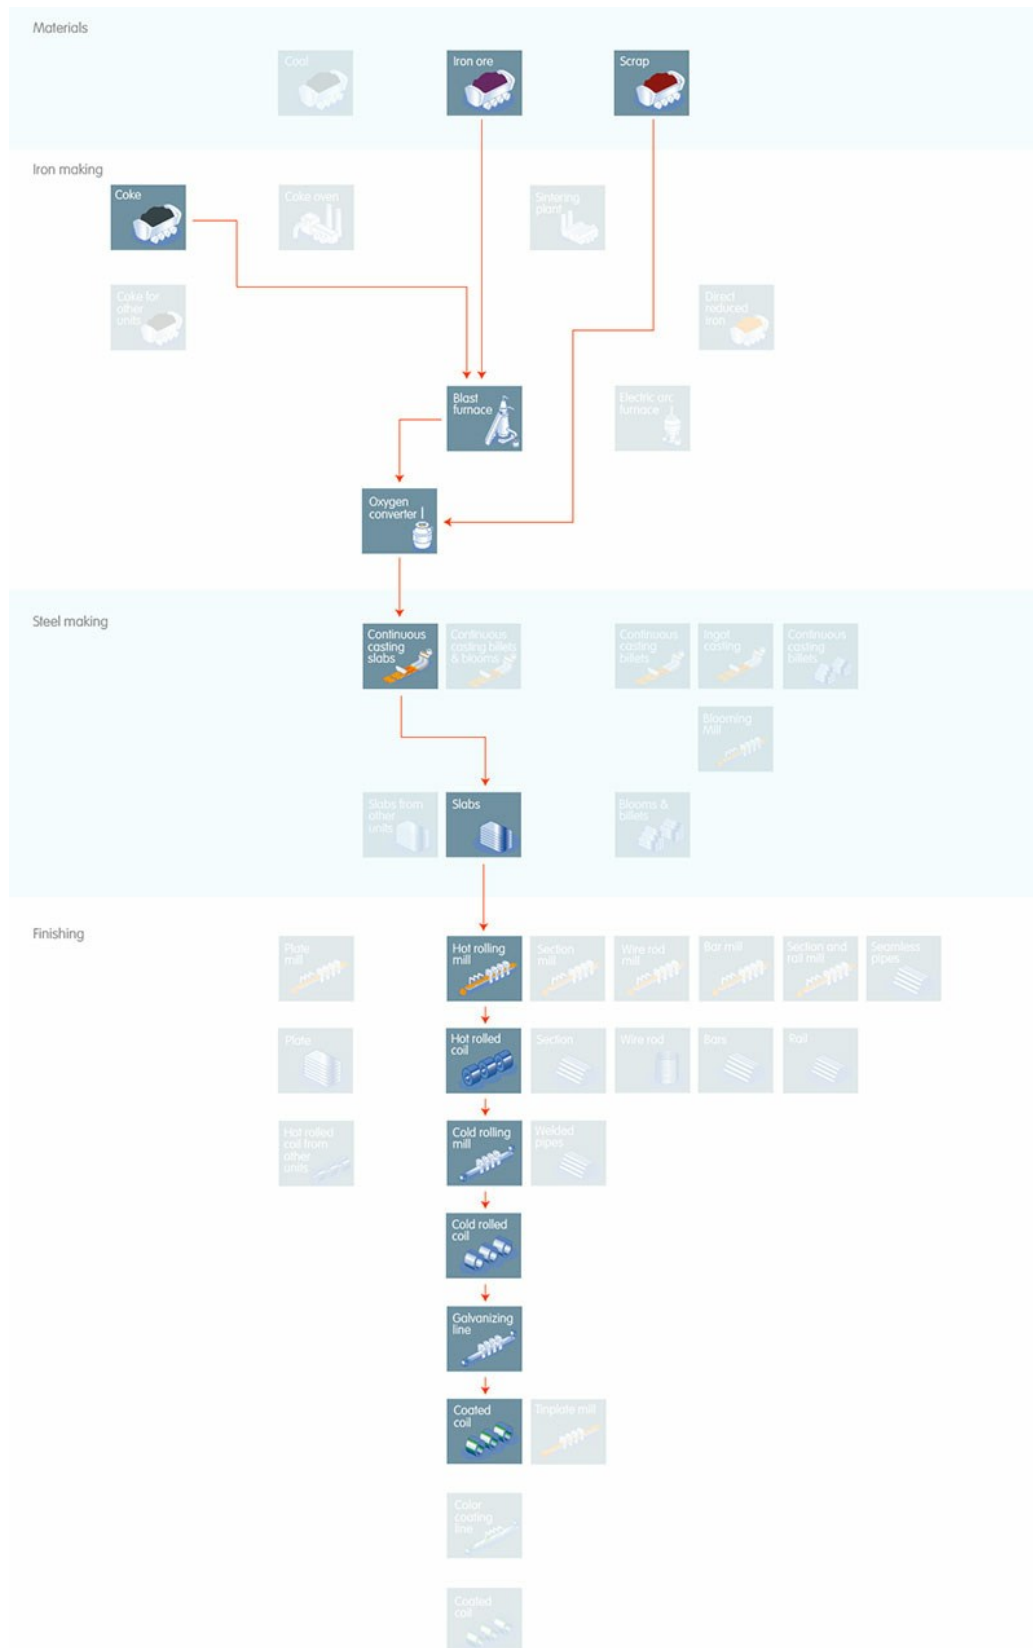 Materials
Coal
Iron ore
Scrap
Iron making
Coke
Coke oven
Sintering
plant
Coke for
other
units
Direct
reduced
iron
Blast
furnace
Electric arc
furnace
Oxygen
converter
Steel making
Continuous
casting
slabs
Continuous
casting billets
& blooms
Continuous
casting
billets
Ingot
casting
Continuous
casting
billets
Blooming
Mill
Slabs from
other
units
Slabs
Blooms &
billets
Finishing
Plate
mill
Hot rolling
mill
Section
mill
Wire rod
mill
Bar mill
Section and
rail mill
Seamless
pipes
Plate
Hot rolled
coil
Section
Wire rod
Bars
Rail
Hot rolled
coil from
other
units
Cold rolling
mill
Welded
pipes
Cold rolled
coil
Galvanizing
line
Coated
coil
Tinplate mill
Color
coating
line
Coated
coil